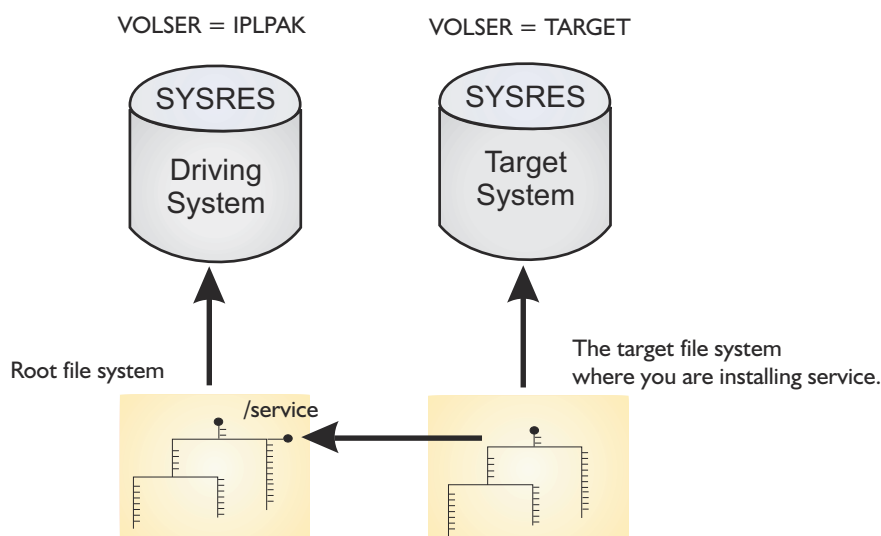 VOLSER = IPLPAK
VOLSER = TARGET
SYSRES
Driving
System
SYSRES
Target
System
Root file system
The target file system
where you are installing service.
/service